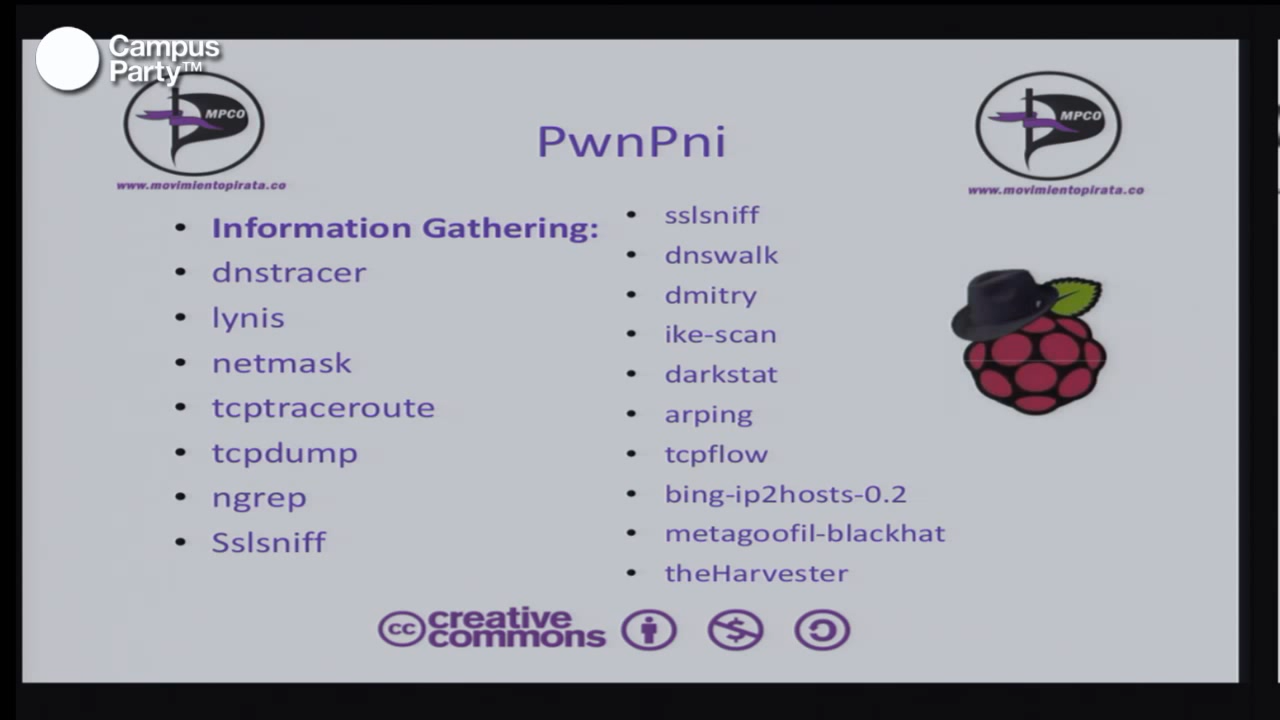 Campus
Party™
MPCO
www.movimientopirata.co
PwnPni
MPCO
www.movimientopirata.co
• Information Gathering:
• dnstracer
• lynis
• netmask
• tcptraceroute
• tcpdump
• ngrep
• Sslsniff
• sslsniff
• dnswalk
• dmitry
• ike-scan
• darkstat
• arping
• tcpflow
• bing-ip2hosts-0.2
• metagoofil-blackhat
• theHarvester
cc creative
commons